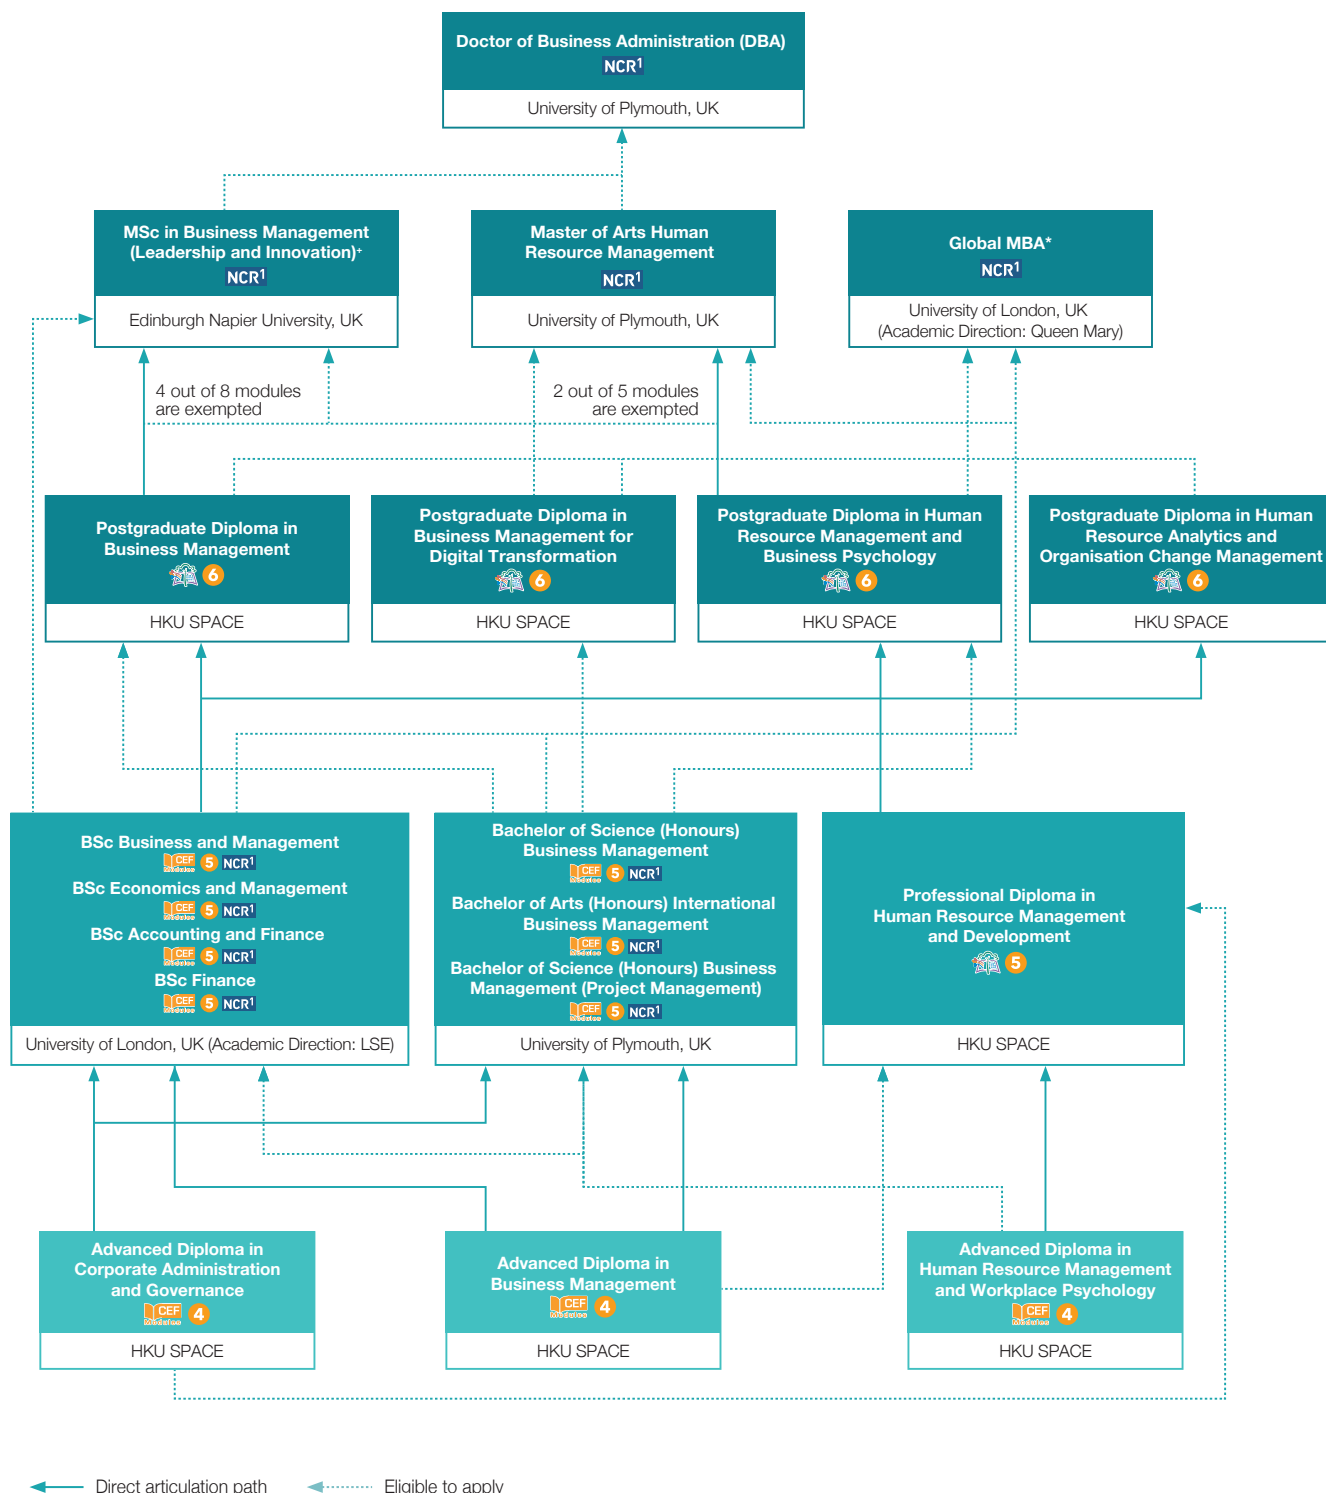 Doctor of Business Administration (DBA)
NCR1
University of Plymouth, UK
MSc in Business Management
(Leadership and Innovation)+
NCR1
Edinburgh Napier University, UK
Master of Arts Human
Resource Management
NCR1
University of Plymouth, UK
Global MBA*
NCR1
University of London, UK
(Academic Direction: Queen Mary)
4 out of 8 modules
are exempted
2 out of 5 modules
are exempted
Postgraduate Diploma in
Business Management
6
HKU SPACE
Postgraduate Diploma in
Business Management for
Digital Transformation
6
HKU SPACE
Postgraduate Diploma in Human
Resource Management and
Business Psychology
6
HKU SPACE
Postgraduate Diploma in Human
Resource Analytics and
Organisation Change Management
6
HKU SPACE
BSc Business and Management
CEF Modules 5 NCR1
BSc Economics and Management
CEF Modules 5 NCR1
BSc Accounting and Finance
CEF Modules 5 NCR1
BSc Finance
CEF Modules 5 NCR1
University of London, UK (Academic Direction: LSE)
Bachelor of Science (Honours)
Business Management
CEF Modules 5 NCR1
Bachelor of Arts (Honours) International
Business Management
CEF Modules 5 NCR1
Bachelor of Science (Honours) Business
Management (Project Management)
CEF Modules 5 NCR1
University of Plymouth, UK
Professional Diploma in
Human Resource Management
and Development
5
HKU SPACE
Advanced Diploma in
Corporate Administration
and Governance
CEF Modules 4
HKU SPACE
Advanced Diploma in
Business Management
CEF Modules 4
HKU SPACE
Advanced Diploma in
Human Resource Management
and Workplace Psychology
CEF Modules 4
HKU SPACE
Direct articulation path
Eligible to apply